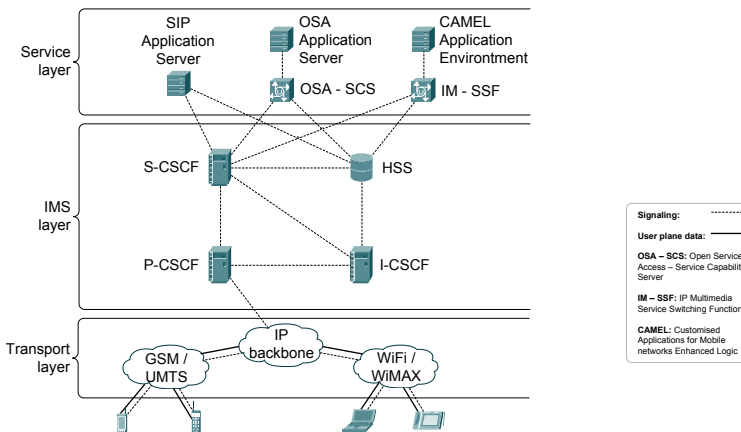 SIP
Application
Server
OSA
Application
Server
CAMEL
Application
Environtment
Service
layer
OSA - SCS
IM - SSF
S-CSCF
HSS
IMS
layer
P-CSCF
I-CSCF
Transport
layer
IP
backbone
GSM /
UMTS
WiFi /
WiMAX
Signaling:
User plane data:
OSA – SCS: Open Service
Access – Service Capabilit
Server
IM – SSF: IP Multimedia
Service Switching Function
CAMEL: Customised
Applications for Mobile
networks Enhanced Logic